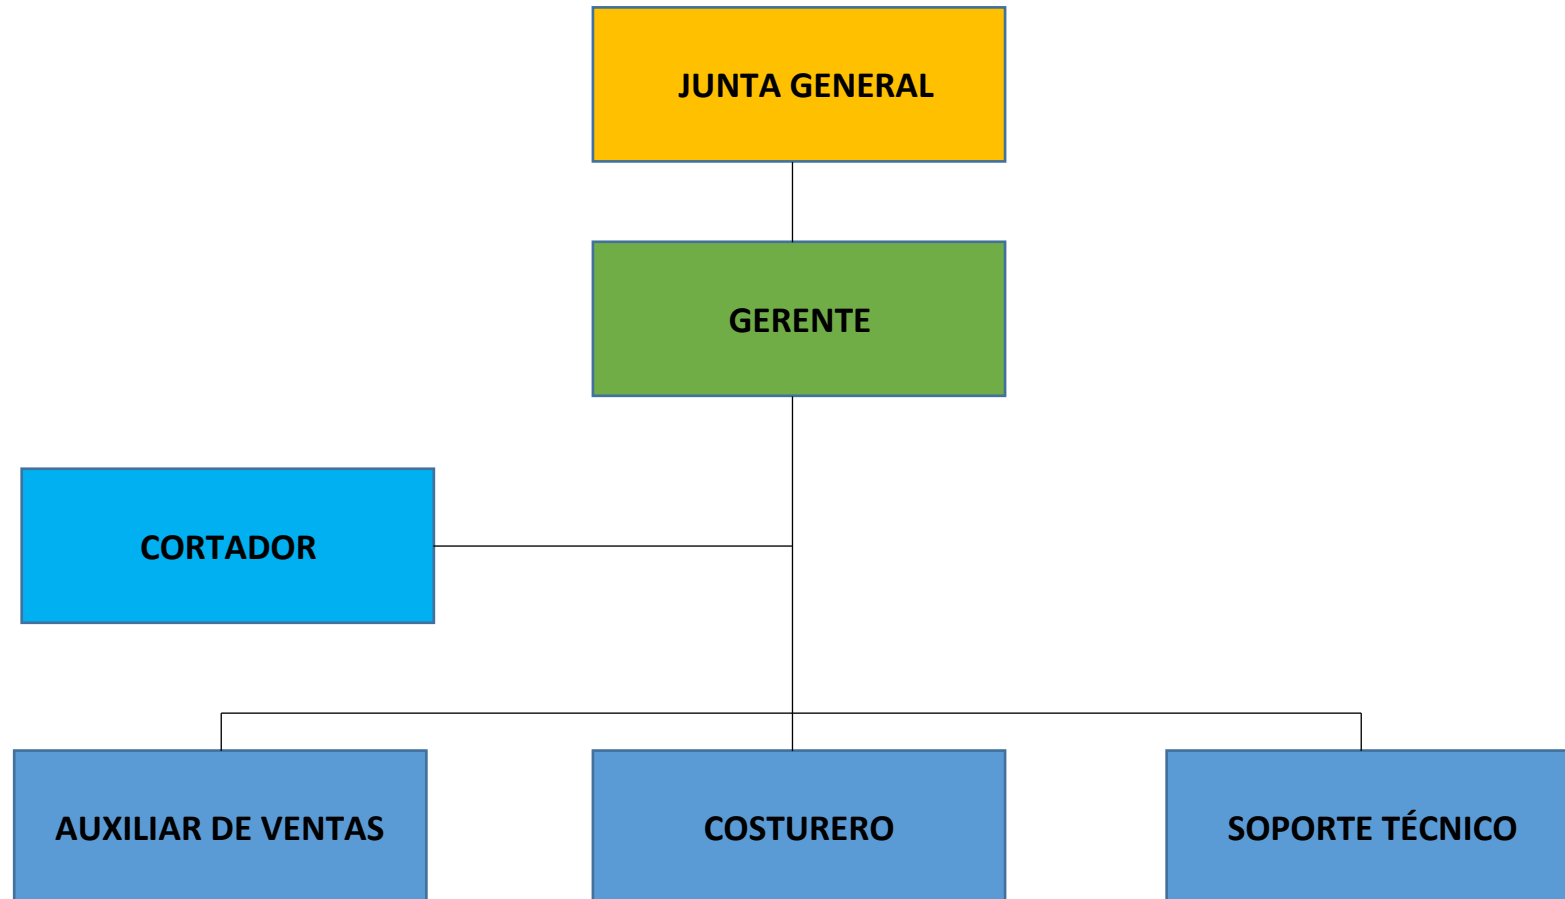 JUNTA GENERAL
GERENTE
CORTADOR
AUXILIAR DE VENTAS
COSTURERO
SOPORTE TÉCNICO